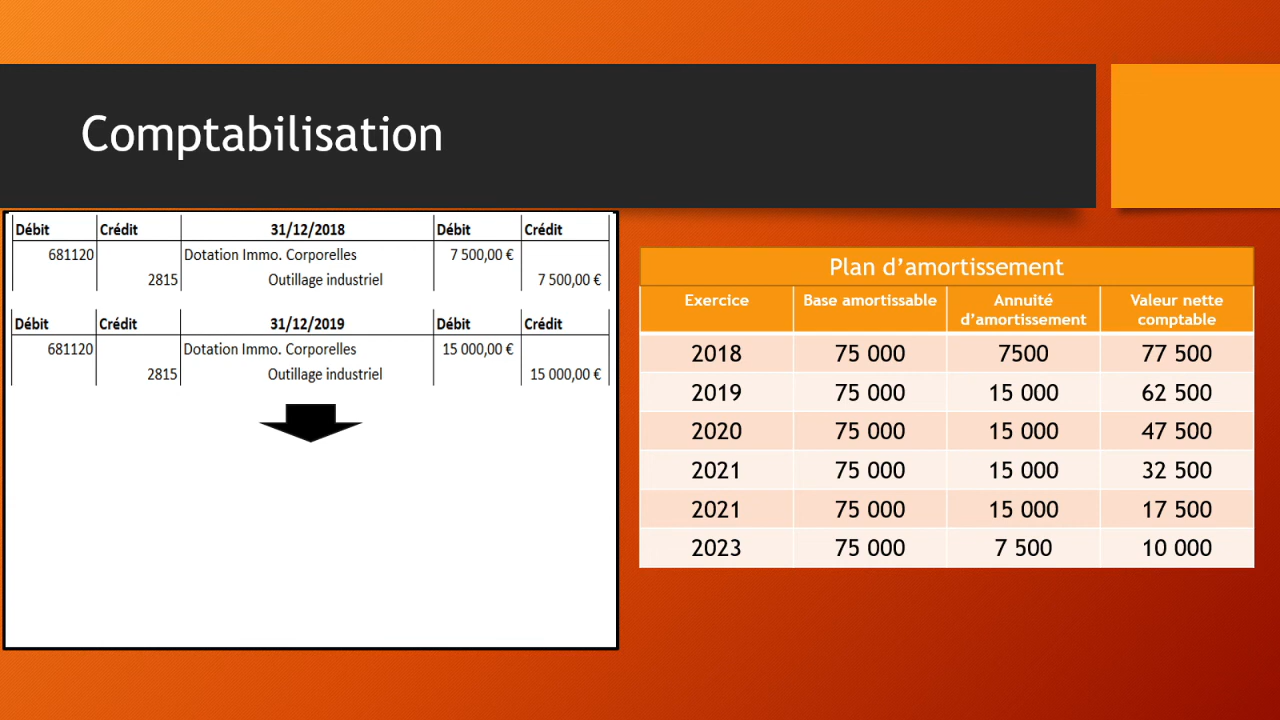 Comptabilisation
Débit Crédit 31/12/2018 Débit Crédit
681120 Dotation Immo. Corporelles 7 500,00 €
2815 Outillage industriel 7 500,00 €
Débit Crédit 31/12/2019 Débit Crédit
681120 Dotation Immo. Corporelles 15 000,00 €
2815 Outillage industriel 15 000,00 €
Plan d’amortissement
Exercice Base amortissable Annuité d’amortissement Valeur nette comptable
2018 75 000 7500 77 500
2019 75 000 15 000 62 500
2020 75 000 15 000 47 500
2021 75 000 15 000 32 500
2021 75 000 15 000 17 500
2023 75 000 7 500 10 000